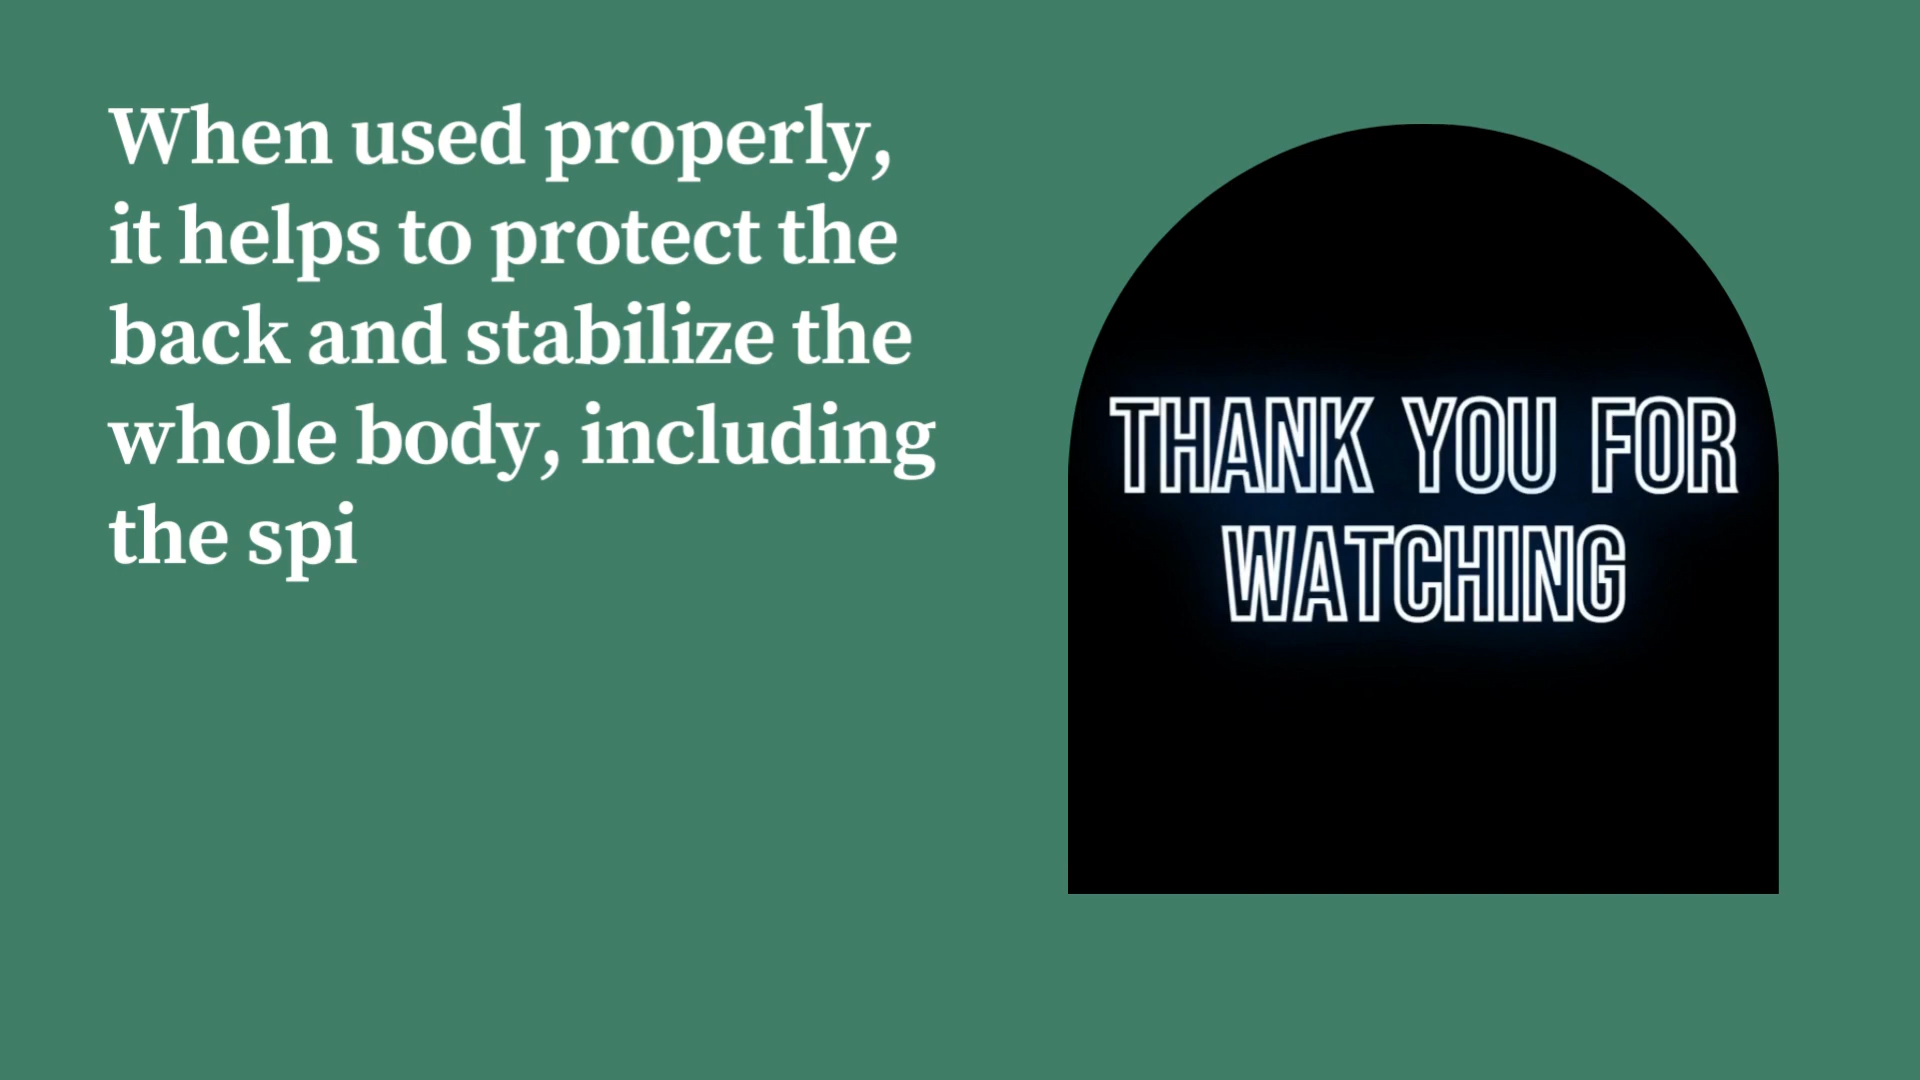 When used properly,
it helps to protect the
back and stabilize the
whole body, including
the spi
THANK YOU FOR
WATCHING